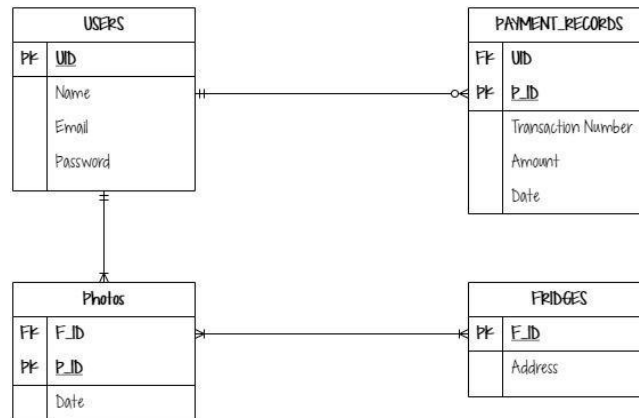 USERS
PK UID
Name
Email
Password
PAYMENT_RECORDS
FK UID
PK P_ID
Transaction Number
Amount
Date
Photos
FK F_ID
PK P_ID
Date
FRIDGES
PK F_ID
Address